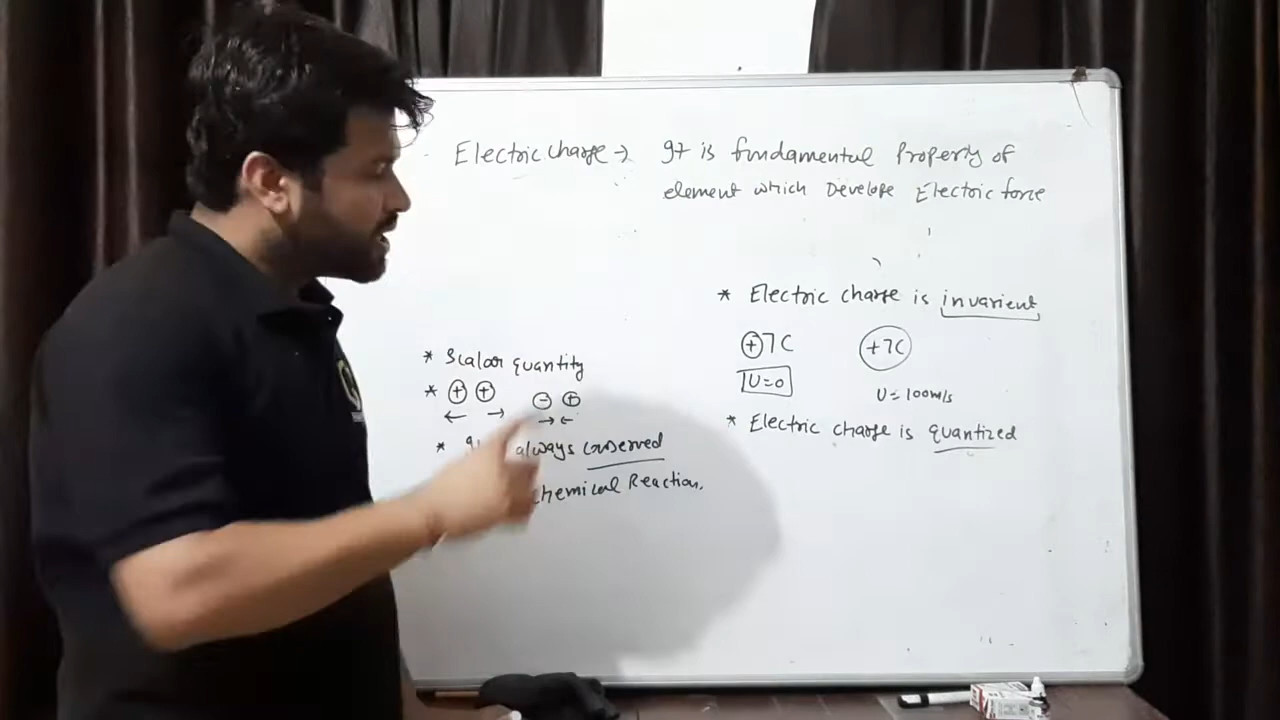 Electric charge → It is fundamental Property of
element which Develope Electric force
* Scalar quantity
* + + - +
← → → ←
* always conserved
chemical Reaction.
* Electric charge is invarient
+7C +7C
U=0 U=100m/s
* Electric charge is quantized